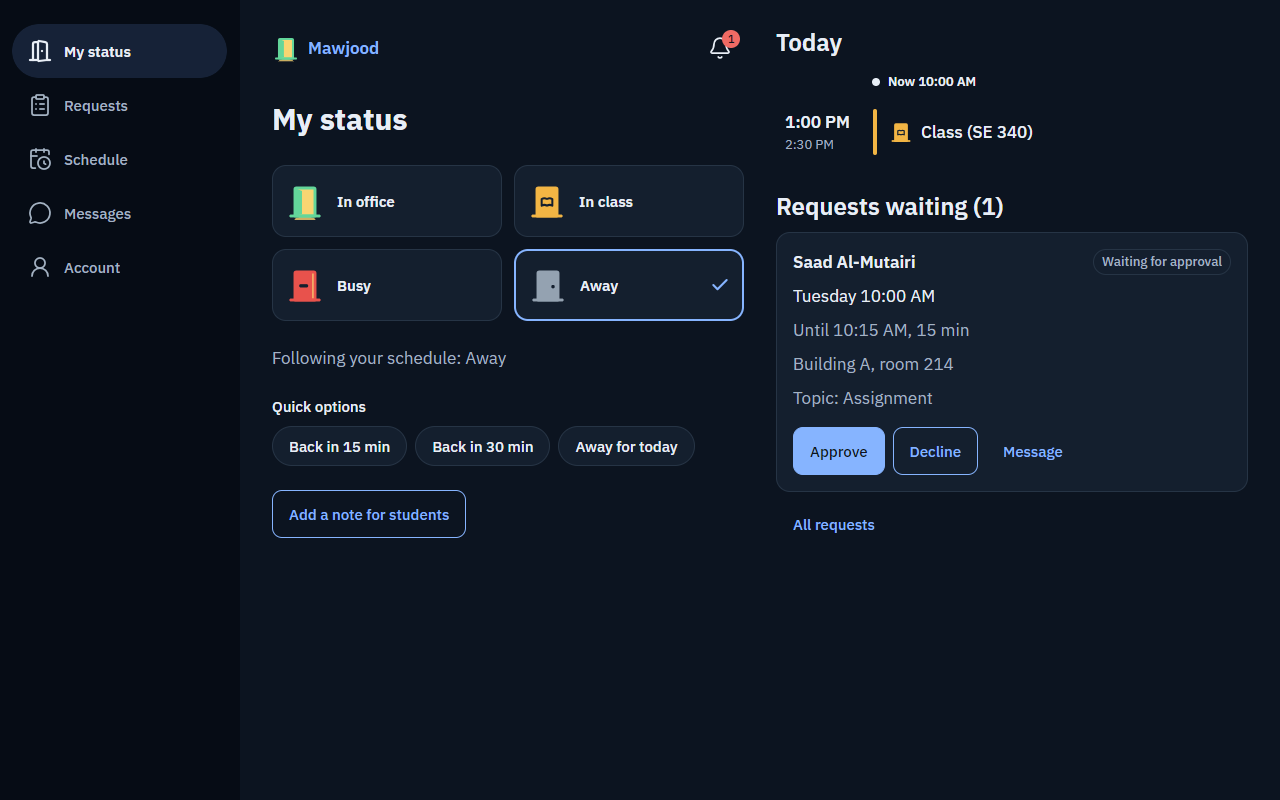 My status
Requests
Schedule
Messages
Account
Mawjood
1
My status
In office
In class
Busy
Away
Following your schedule: Away
Quick options
Back in 15 min
Back in 30 min
Away for today
Add a note for students
Today
Now 10:00 AM
1:00 PM
2:30 PM
Class (SE 340)
Requests waiting (1)
Saad Al-Mutairi
Waiting for approval
Tuesday 10:00 AM
Until 10:15 AM, 15 min
Building A, room 214
Topic: Assignment
Approve
Decline
Message
All requests